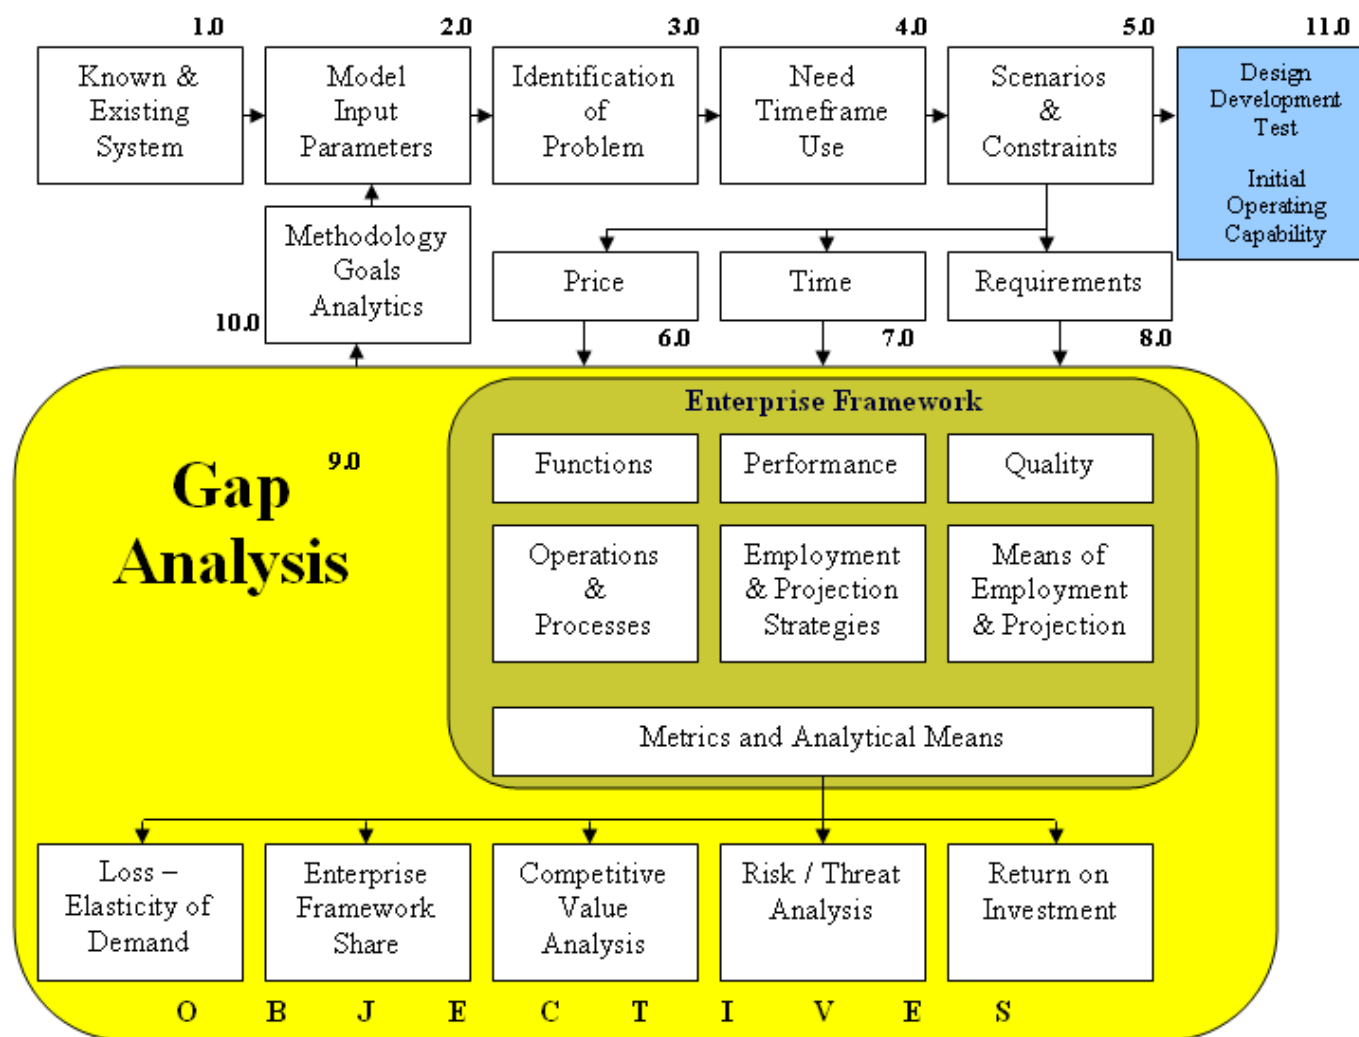 1.0
2.0
3.0
4.0
5.0
11.0
Known &
Existing
System
Model
Input
Parameters
Identification
of
Problem
Need
Timeframe
Use
Scenarios
&
Constraints
Design
Development
Test
Initial
Operating
Capability
Methodology
Goals
Analytics
10.0
Price
6.0
Time
7.0
Requirements
8.0
Gap
Analysis
9.0
Enterprise Framework
Functions
Performance
Quality
Operations
&
Processes
Employment
& Projection
Strategies
Means of
Employment
& Projection
Metrics and Analytical Means
Loss –
Elasticity of
Demand
Enterprise
Framework
Share
Competitive
Value
Analysis
Risk / Threat
Analysis
Return on
Investment
O B J E C T I V E S